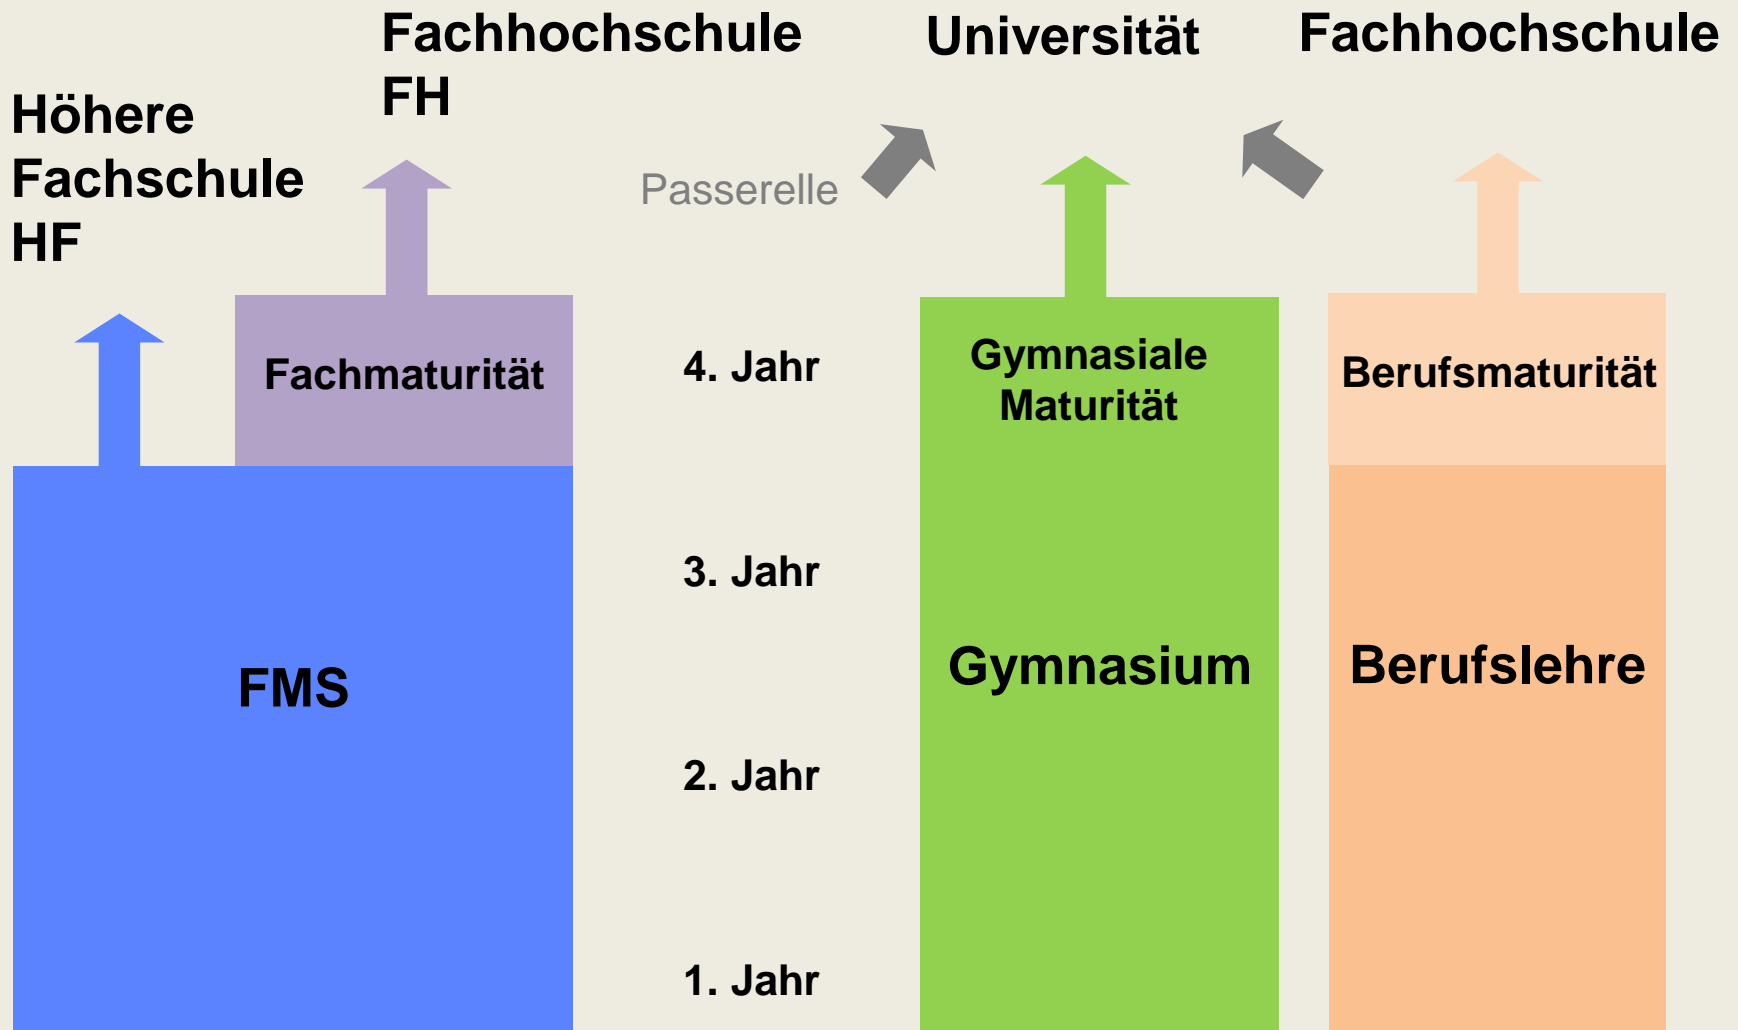 Fachhochschule
FH
Universität
Fachhochschule
Höhere
Fachschule
HF
Passerelle
Fachmaturität
4. Jahr
Gymnasiale
Maturität
Berufsmaturität
3. Jahr
FMS
Gymnasium
Berufslehre
2. Jahr
1. Jahr